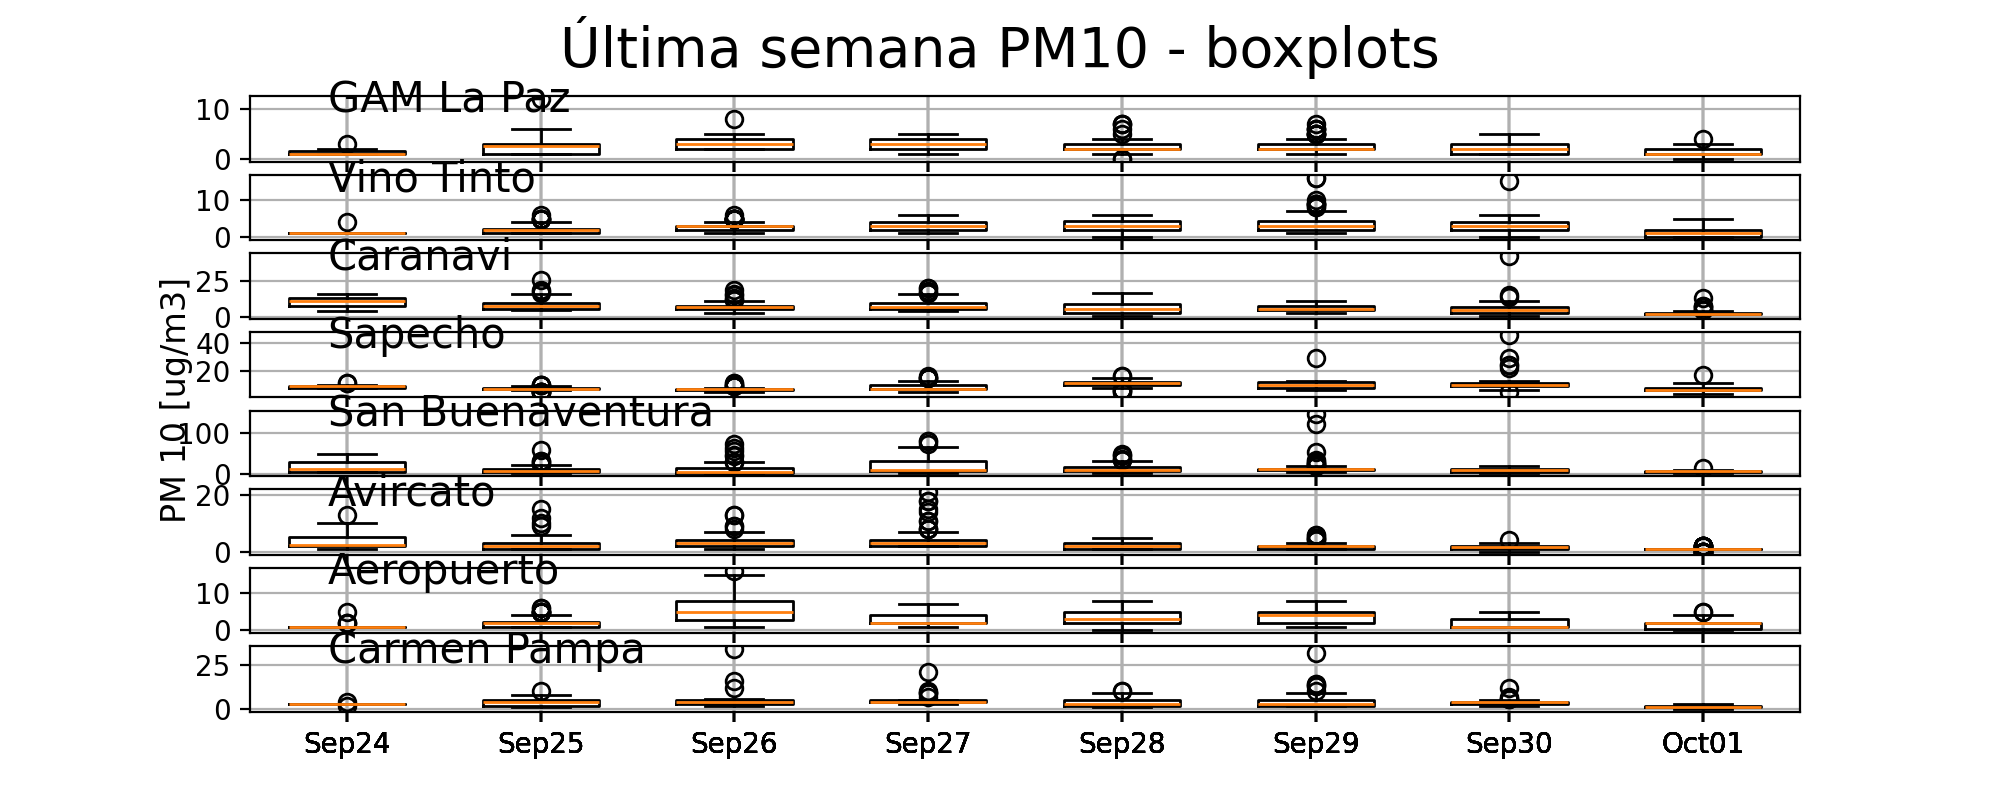 Última semana PM10 - boxplots
PM 10 [ug/m3]
GAM La Paz
10
0
Vino Tinto
10
0
Caranavi
25
0
Sapecho
40
20
San Buenaventura
100
0
Avircato
20
0
Aeropuerto
10
0
Carmen Pampa
25
0
Sep24 Sep25 Sep26 Sep27 Sep28 Sep29 Sep30 Oct01